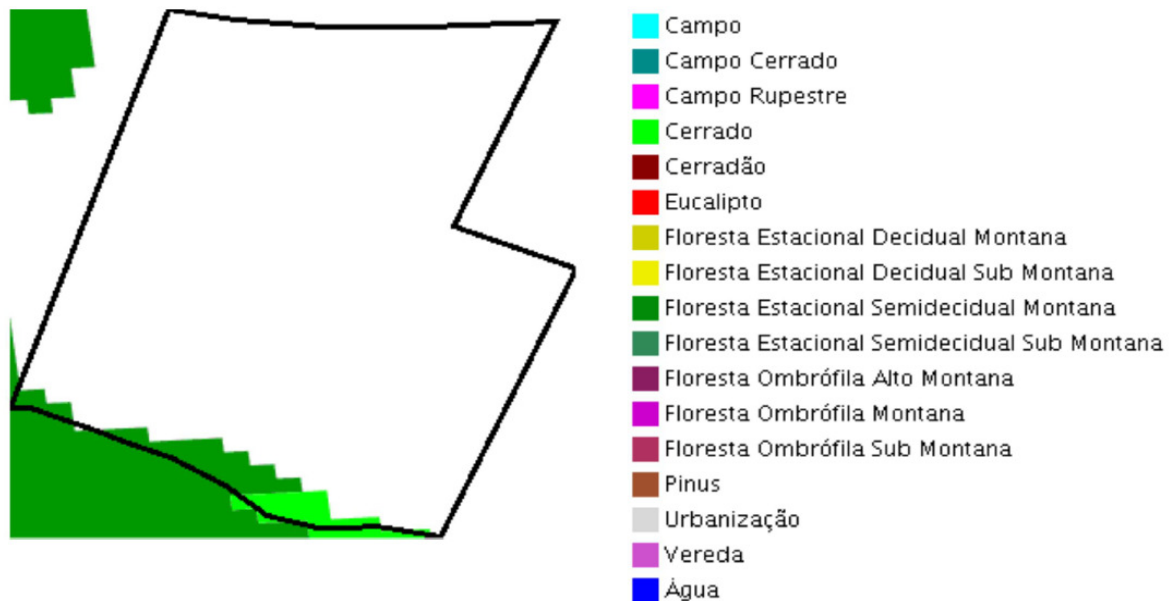 Campo
Campo Cerrado
Campo Rupestre
Cerrado
Cerradão
Eucalipto
Floresta Estacional Decidual Montana
Floresta Estacional Decidual Sub Montana
Floresta Estacional Semidecidual Montana
Floresta Estacional Semidecidual Sub Montana
Floresta Ombrófila Alto Montana
Floresta Ombrófila Montana
Floresta Ombrófila Sub Montana
Pinus
Urbanização
Vereda
Água